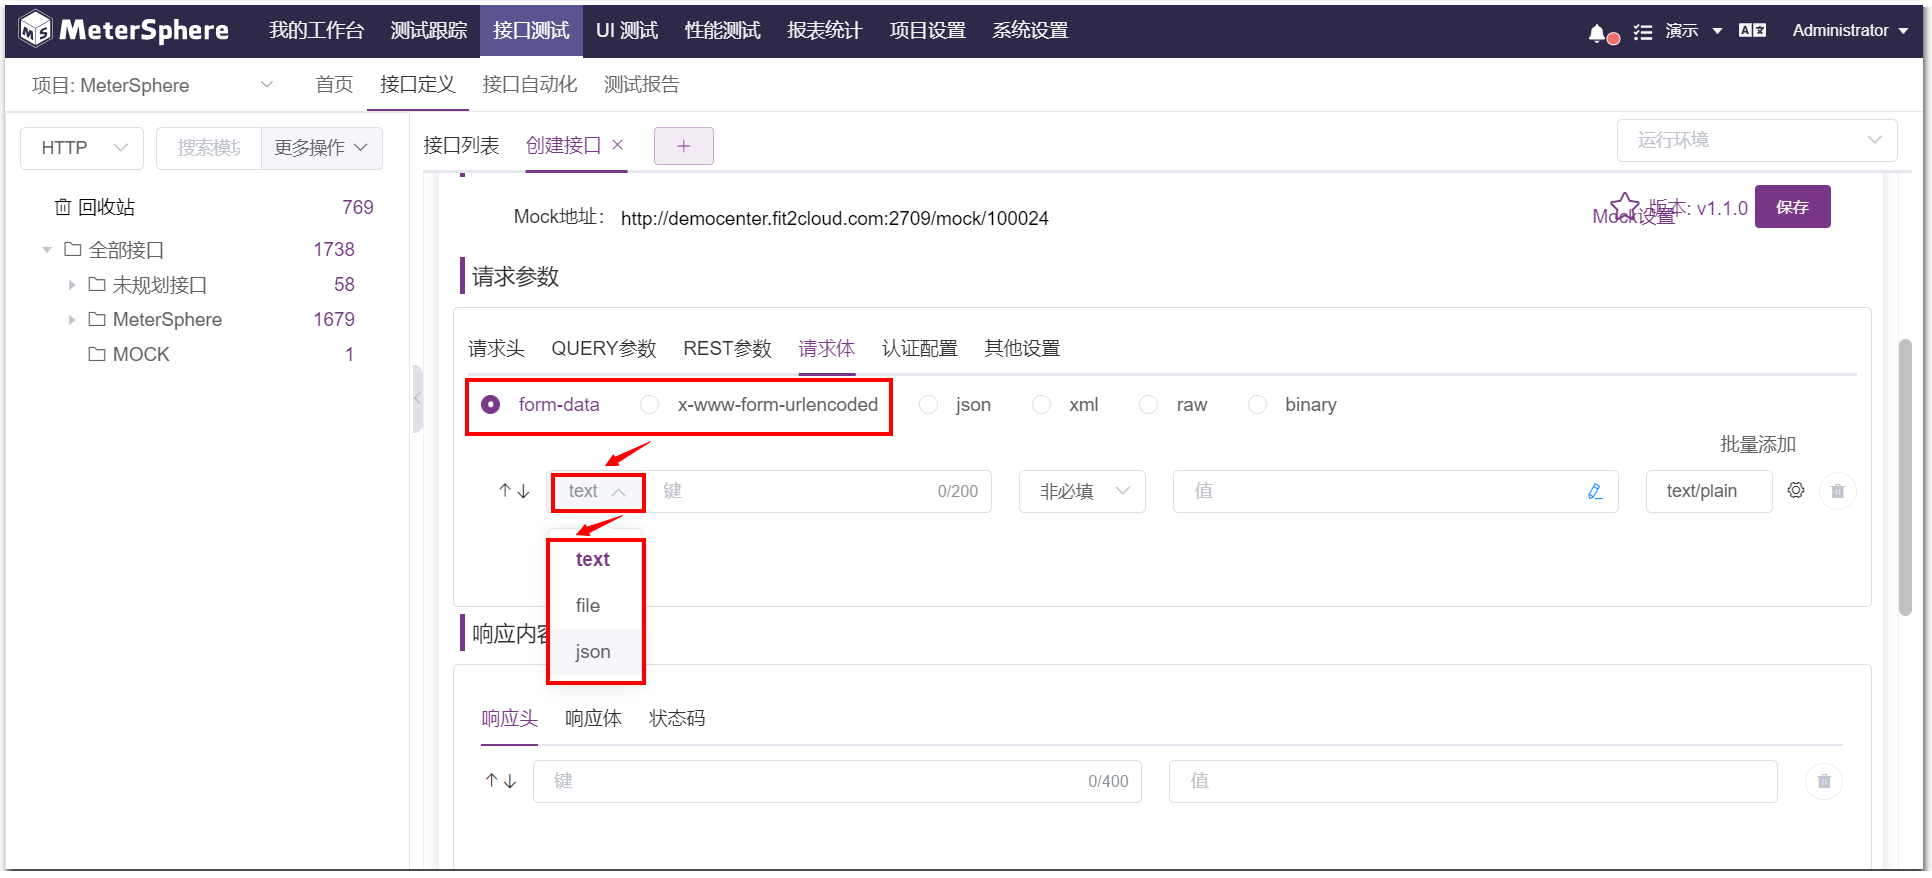 MeterSphere 我的工作台 测试跟踪 接口测试 UI 测试 性能测试 报表统计 项目设置 系统设置 演示 Administrator
项目: MeterSphere 首页 接口定义 接口自动化 测试报告
HTTP 搜索模块 更多操作
接口列表 创建接口 × + 运行环境
回收站 769
全部接口 1738
未规划接口 58
MeterSphere 1679
MOCK 1
Mock地址： http://democenter.fit2cloud.com:2709/mock/100024
Mock设置
版本: v1.1.0 保存
请求参数
请求头 QUERY参数 REST参数 请求体 认证配置 其他设置
form-data x-www-form-urlencoded json xml raw binary
批量添加
text 键 0/200 非必填 值 text/plain
text
file
json
响应内容
响应头 响应体 状态码
键 0/400 值